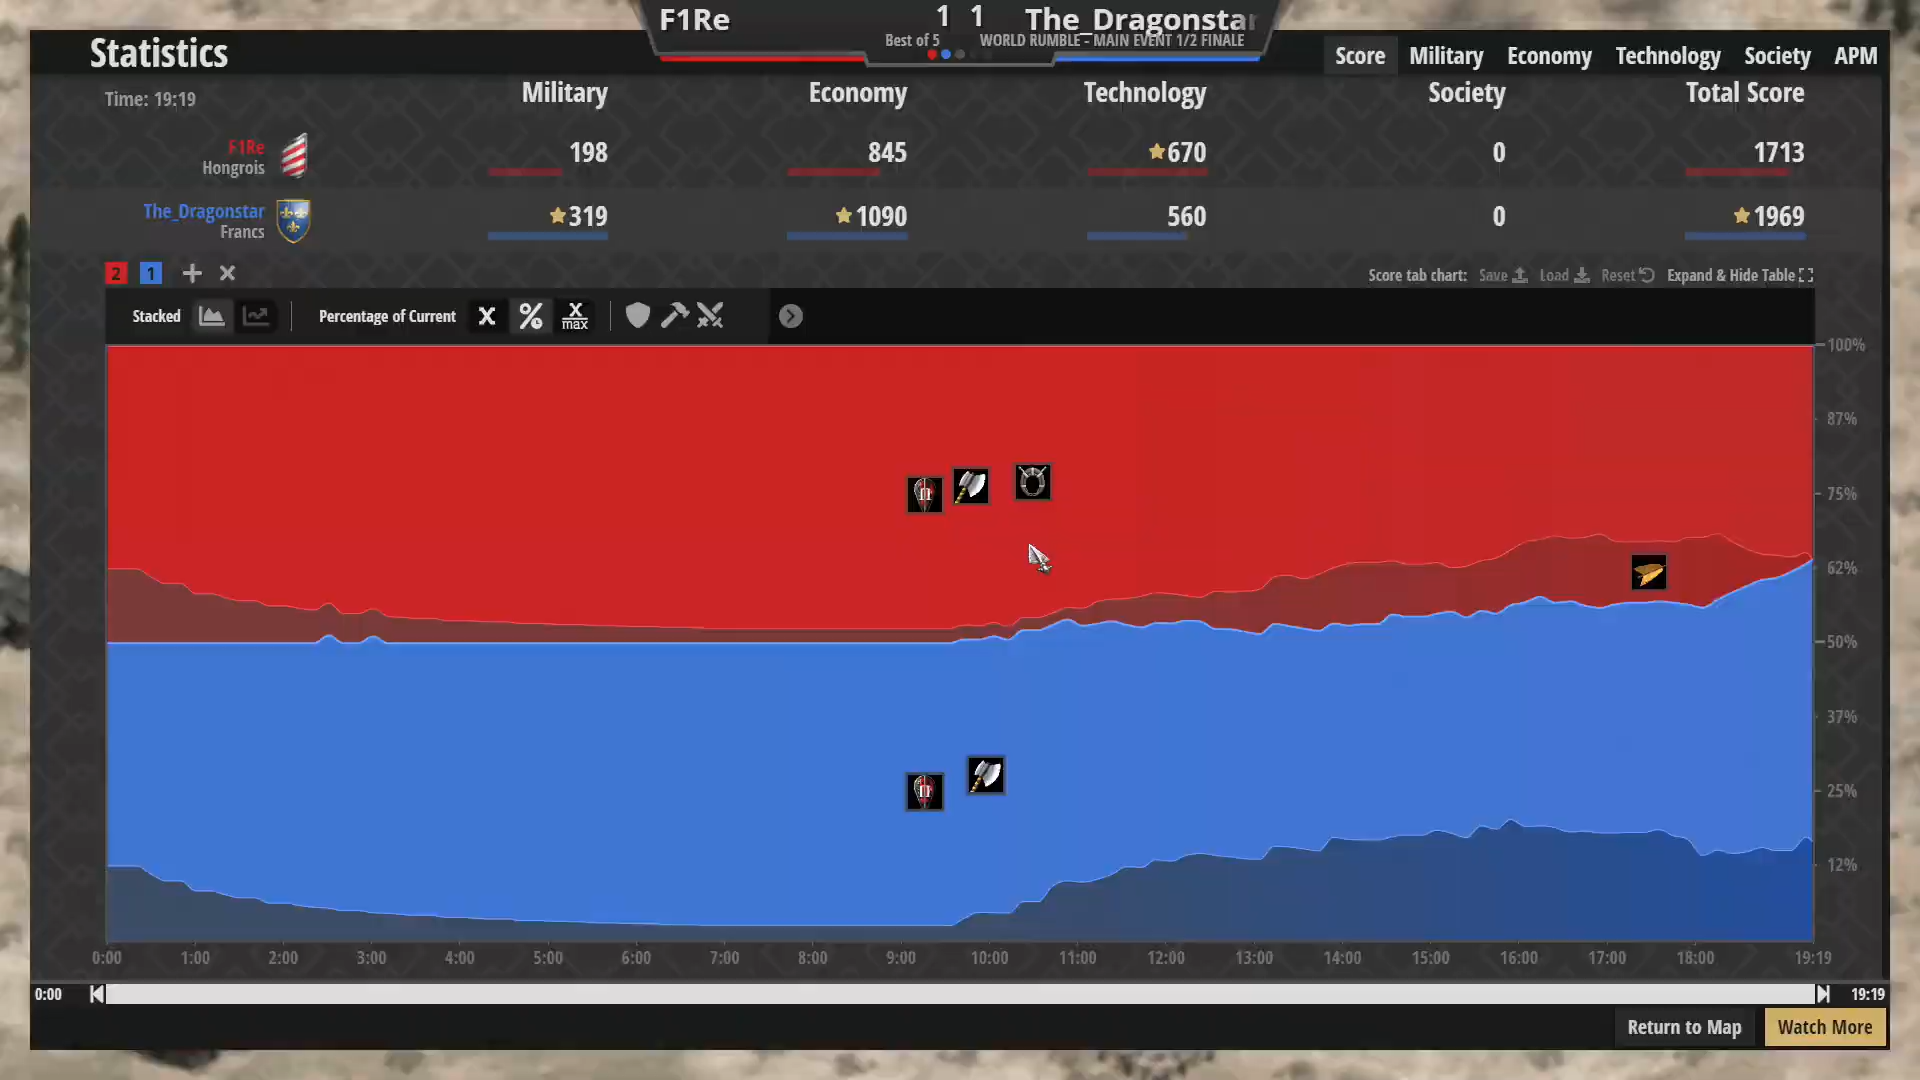 F1Re 1 1 The_Dragonstar
Best of 5 WORLD RUMBLE - MAIN EVENT 1/2 FINALE
Statistics
Score Military Economy Technology Society APM
Time: 19:19 Military Economy Technology Society Total Score
F1Re
Hongrois 198 845 670 0 1713
The_Dragonstar
Francs 319 1090 560 0 1969
2 1
Score tab chart: Save Load Reset Expand & Hide Table
Stacked Percentage of Current X % X max
100%
87%
75%
62%
50%
37%
25%
12%
II
II
0:00 1:00 2:00 3:00 4:00 5:00 6:00 7:00 8:00 9:00 10:00 11:00 12:00 13:00 14:00 15:00 16:00 17:00 18:00 19:19
0:00 19:19
Return to Map Watch More